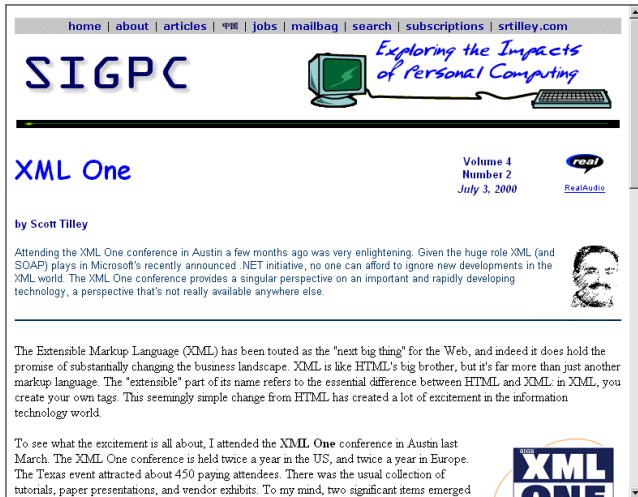 home | about | articles | 中国 | jobs | mailbag | search | subscriptions | srtilley.com
SIGPC
Exploring the Impacts
of Personal Computing
XML One
Volume 4
Number 2
July 3, 2000
real
RealAudio
by Scott Tilley
Attending the XML One conference in Austin a few months ago was very enlightening. Given the huge role XML (and
SOAP) plays in Microsoft's recently announced .NET initiative, no one can afford to ignore new developments in the
XML world. The XML One conference provides a singular perspective on an important and rapidly developing
technology, a perspective that's not really available anywhere else.
The Extensible Markup Language (XML) has been touted as the "next big thing" for the Web, and indeed it does hold the
promise of substantially changing the business landscape. XML is like HTML's big brother, but it's far more than just another
markup language. The "extensible" part of its name refers to the essential difference between HTML and XML: in XML, you
create your own tags. This seemingly simple change from HTML has created a lot of excitement in the information
technology world.
To see what the excitement is all about, I attended the XML One conference in Austin last
March. The XML One conference is held twice a year in the US, and twice a year in Europe.
The Texas event attracted about 450 paying attendees. There was the usual collection of
tutorials, paper presentations, and vendor exhibits. To my mind, two significant items emerged
SIGS
XML
ONE